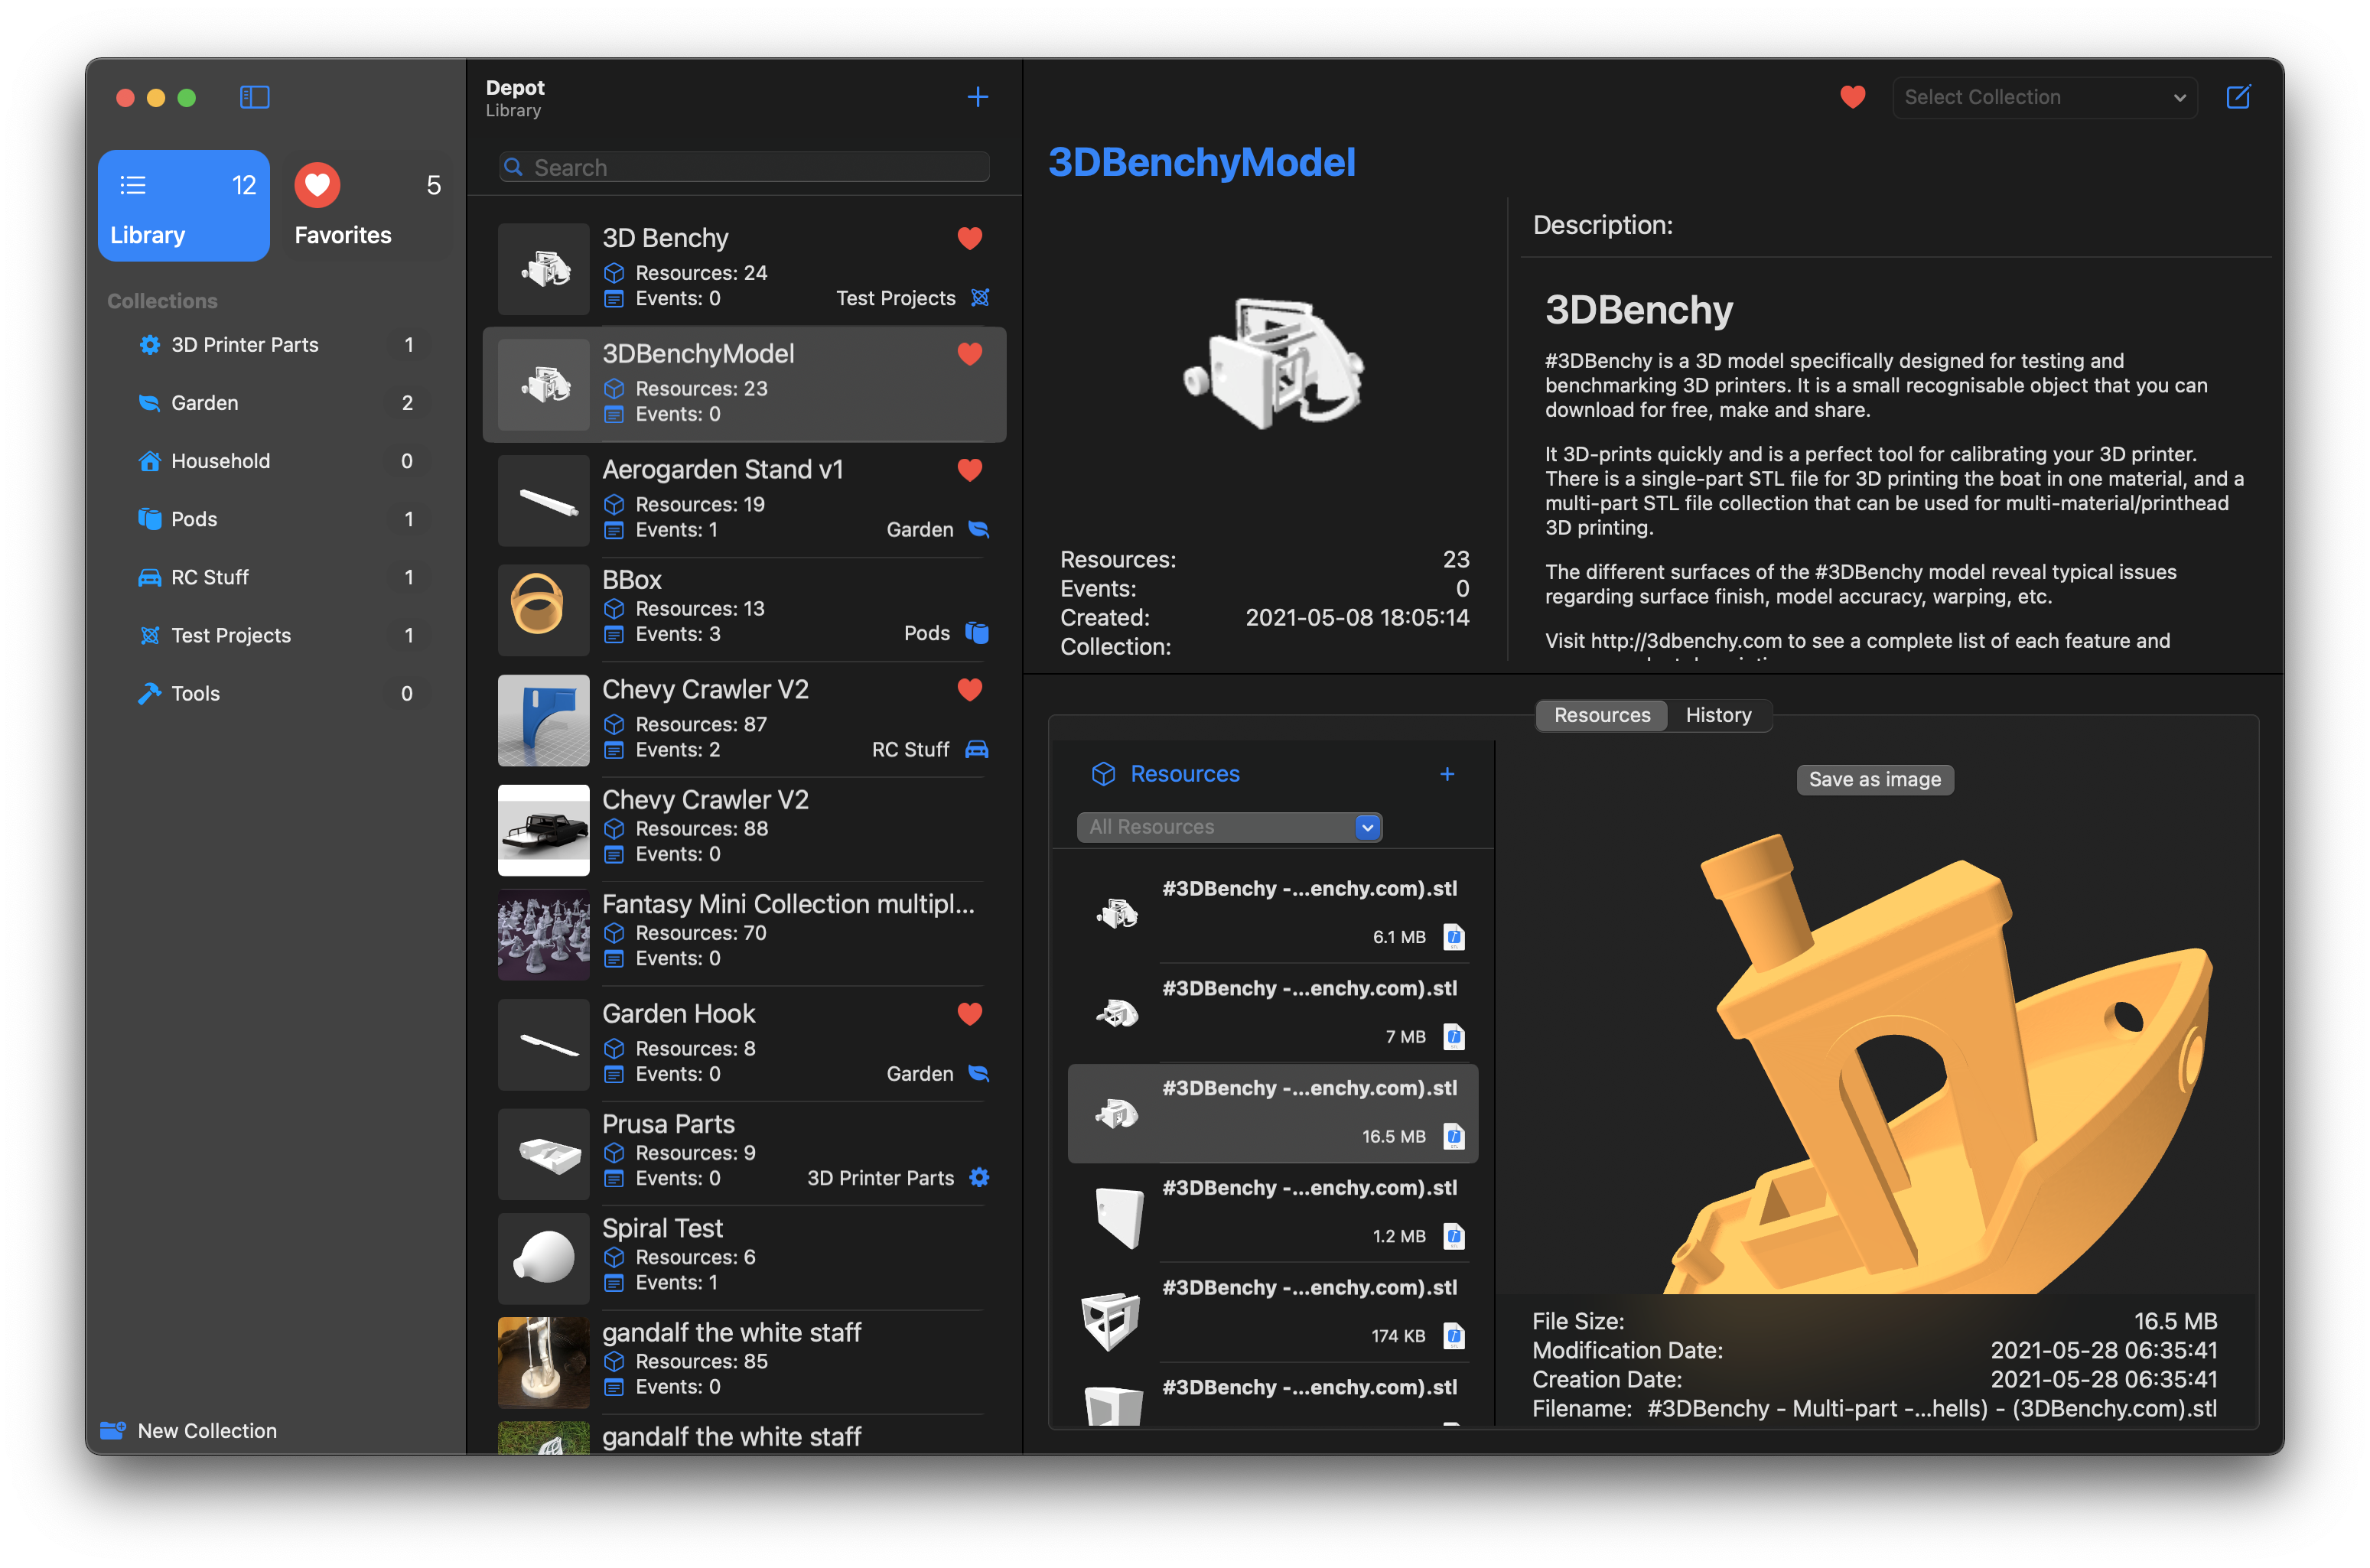 12
Library
5
Favorites
Collections
3D Printer Parts 1
Garden 2
Household 0
Pods 1
RC Stuff 1
Test Projects 1
Tools 0
New Collection
Depot
Library
Search
3D Benchy
Resources: 24
Events: 0 Test Projects
3DBenchyModel
Resources: 23
Events: 0
Aerogarden Stand v1
Resources: 19
Events: 1 Garden
BBox
Resources: 13
Events: 3 Pods
Chevy Crawler V2
Resources: 87
Events: 2 RC Stuff
Chevy Crawler V2
Resources: 88
Events: 0
Fantasy Mini Collection multipl...
Resources: 70
Events: 0
Garden Hook
Resources: 8
Events: 0 Garden
Prusa Parts
Resources: 9
Events: 0 3D Printer Parts
Spiral Test
Resources: 6
Events: 1
gandalf the white staff
Resources: 85
Events: 0
gandalf the white staff
Select Collection
3DBenchyModel
Resources: 23
Events: 0
Created: 2021-05-08 18:05:14
Collection:
Description:
3DBenchy
#3DBenchy is a 3D model specifically designed for testing and
benchmarking 3D printers. It is a small recognisable object that you can
download for free, make and share.
It 3D-prints quickly and is a perfect tool for calibrating your 3D printer.
There is a single-part STL file for 3D printing the boat in one material, and a
multi-part STL file collection that can be used for multi-material/printhead
3D printing.
The different surfaces of the #3DBenchy model reveal typical issues
regarding surface finish, model accuracy, warping, etc.
Visit http://3dbenchy.com to see a complete list of each feature and
Resources History
Resources
All Resources
#3DBenchy -...enchy.com).stl
6.1 MB
#3DBenchy -...enchy.com).stl
7 MB
#3DBenchy -...enchy.com).stl
16.5 MB
#3DBenchy -...enchy.com).stl
1.2 MB
#3DBenchy -...enchy.com).stl
174 KB
#3DBenchy -...enchy.com).stl
Save as image
File Size: 16.5 MB
Modification Date: 2021-05-28 06:35:41
Creation Date: 2021-05-28 06:35:41
Filename: #3DBenchy - Multi-part -...hells) - (3DBenchy.com).stl